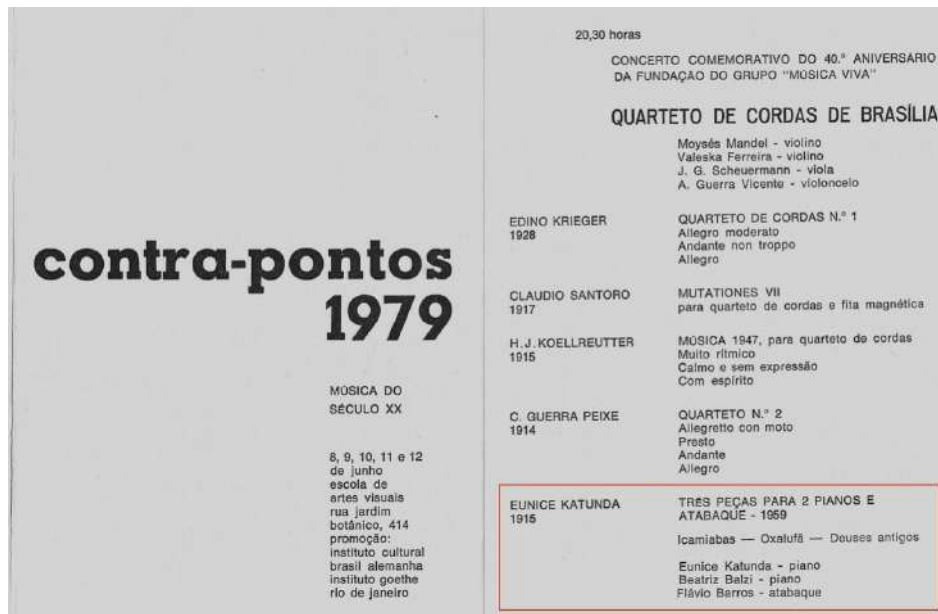 contra-pontos
1979
MÚSICA DO
SÉCULO XX
8, 9, 10, 11 e 12
de junho
escola de
artes visuais
rua jardim
botânico, 414
promoção:
instituto cultural
brasil alemanha
instituto goethe
rio de janeiro
20,30 horas
CONCERTO COMEMORATIVO DO 40.º ANIVERSÁRIO
DA FUNDAÇÃO DO GRUPO "MÚSICA VIVA"
QUARTETO DE CORDAS DE BRASÍLIA
Moysés Mandel - violino
Valeska Ferreira - violino
J. G. Scheuermann - viola
A. Guerra Vicente - violoncelo
EDINO KRIEGER
1928
QUARTETO DE CORDAS N.º 1
Allegro moderato
Andante non troppo
Allegro
CLAUDIO SANTORO
1917
MUTATIONES VII
para quarteto de cordas e fita magnética
H.J.KOELLREUTTER
1915
MÚSICA 1947, para quarteto de cordas
Muito rítmico
Calmo e sem expressão
Com espírito
C. GUERRA PEIXE
1914
QUARTETO N.º 2
Allegretto con moto
Presto
Andante
Allegro
EUNICE KATUNDA
1915
TRÊS PEÇAS PARA 2 PIANOS E
ATABAQUE - 1959
Icamiabas — Oxalufã — Deuses antigos
Eunice Katunda - piano
Beatriz Balzi - piano
Flávio Barros - atabaque